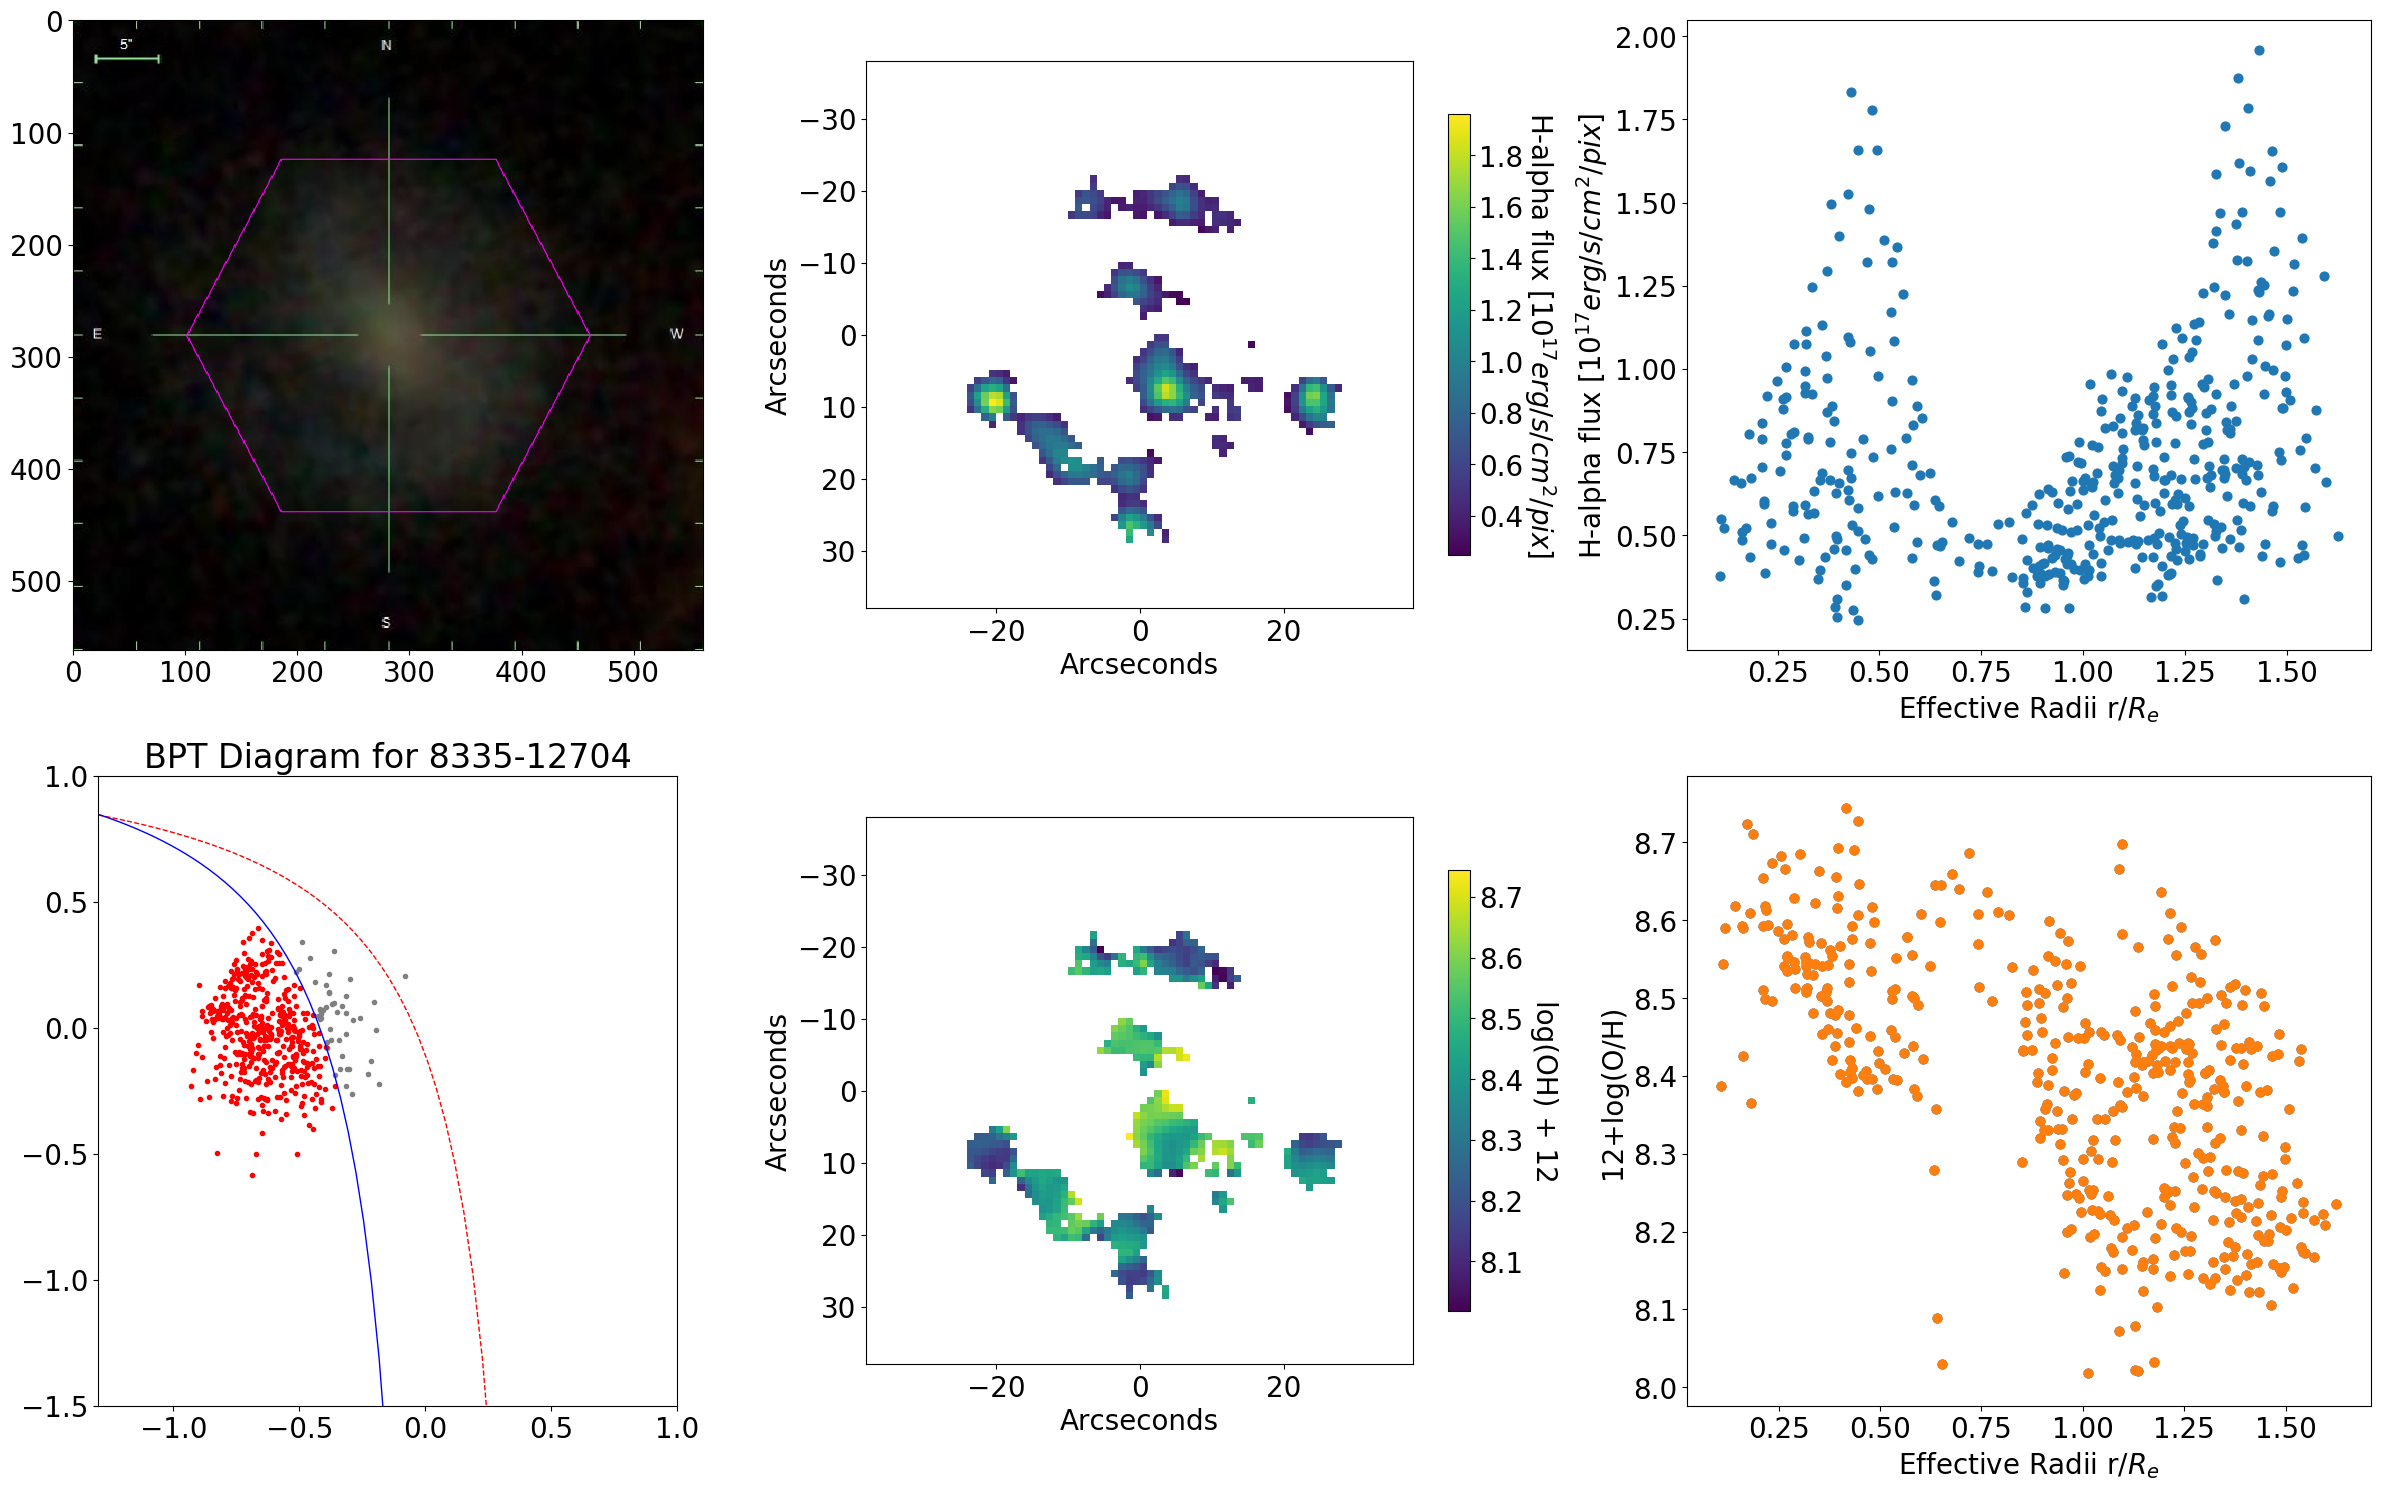 0
100
200
300
400
500
0 100 200 300 400 500
5"
N
E
W
S
−30
−20
−10
0
10
20
30
−20 0 20
Arcseconds
Arcseconds
1.8
1.6
1.4
1.2
1.0
0.8
0.6
0.4
H-alpha flux [10^17 erg/s/cm^2/pix]
H-alpha flux [10^17 erg/s/cm^2/pix]
2.00
1.75
1.50
1.25
1.00
0.75
0.50
0.25
0.25 0.50 0.75 1.00 1.25 1.50
Effective Radii r/R_e
BPT Diagram for 8335-12704
1.0
0.5
0.0
−0.5
−1.0
−1.5
−1.0 −0.5 0.0 0.5 1.0
−30
−20
−10
0
10
20
30
−20 0 20
Arcseconds
Arcseconds
8.7
8.6
8.5
8.4
8.3
8.2
8.1
log(OH) + 12
12+log(O/H)
8.7
8.6
8.5
8.4
8.3
8.2
8.1
8.0
0.25 0.50 0.75 1.00 1.25 1.50
Effective Radii r/R_e